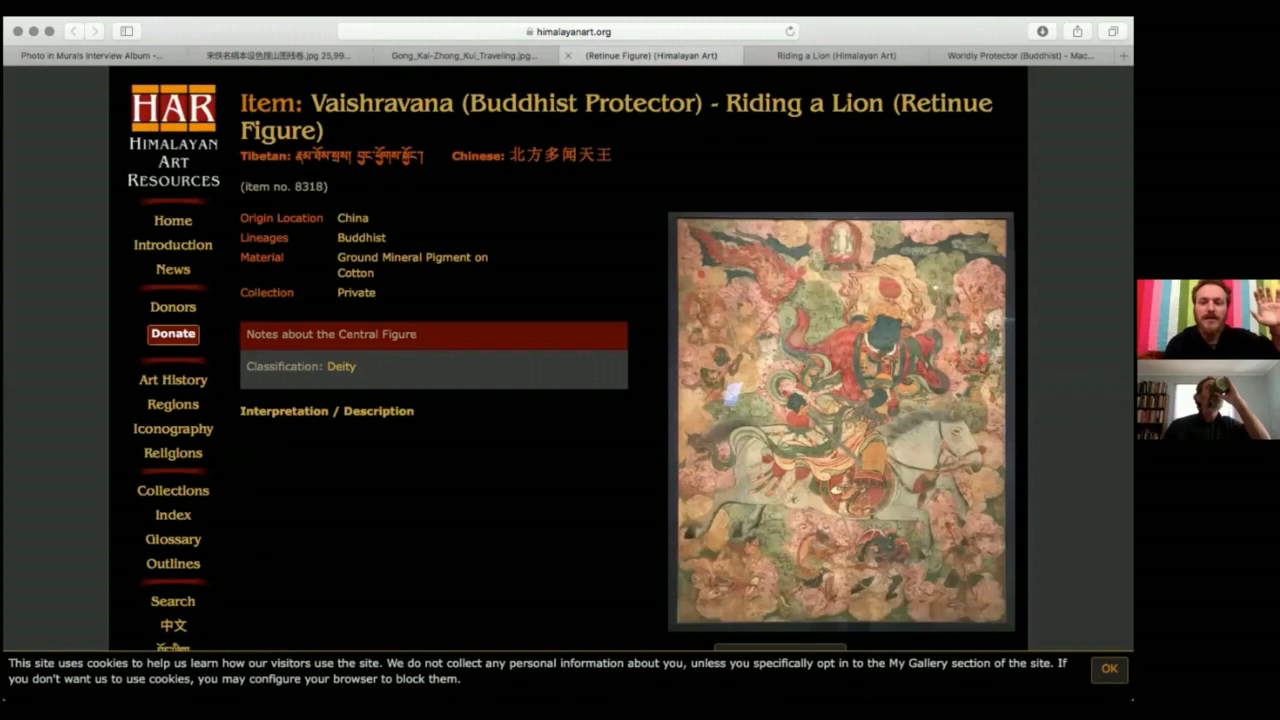 himalayanart.org
Photo in Murals Interview Album -...
宋佚名绢本设色搜山图残卷.jpg 25,99...
Gong_Kai-Zhong_Kui_Traveling.jpg...
(Retinue Figure) (Himalayan Art)
Riding a Lion (Himalayan Art)
Worldly Protector (Buddhist) - Mac...
HAR
HIMALAYAN
ART
RESOURCES
Item: Vaishravana (Buddhist Protector) - Riding a Lion (Retinue
Figure)
Tibetan: རྣམ་ཐོས་སྲས། བྱང་ཕྱོགས་སྐྱོང་། Chinese: 北方多闻天王
(item no. 8318)
Origin Location China
Lineages Buddhist
Material Ground Mineral Pigment on
Cotton
Collection Private
Notes about the Central Figure
Classification: Deity
Interpretation / Description
Home
Introduction
News
Donors
Donate
Art History
Regions
Iconography
Religions
Collections
Index
Glossary
Outlines
Search
中文
This site uses cookies to help us learn how our visitors use the site. We do not collect any personal information about you, unless you specifically opt in to the My Gallery section of the site. If
you don't want us to use cookies, you may configure your browser to block them.
OK